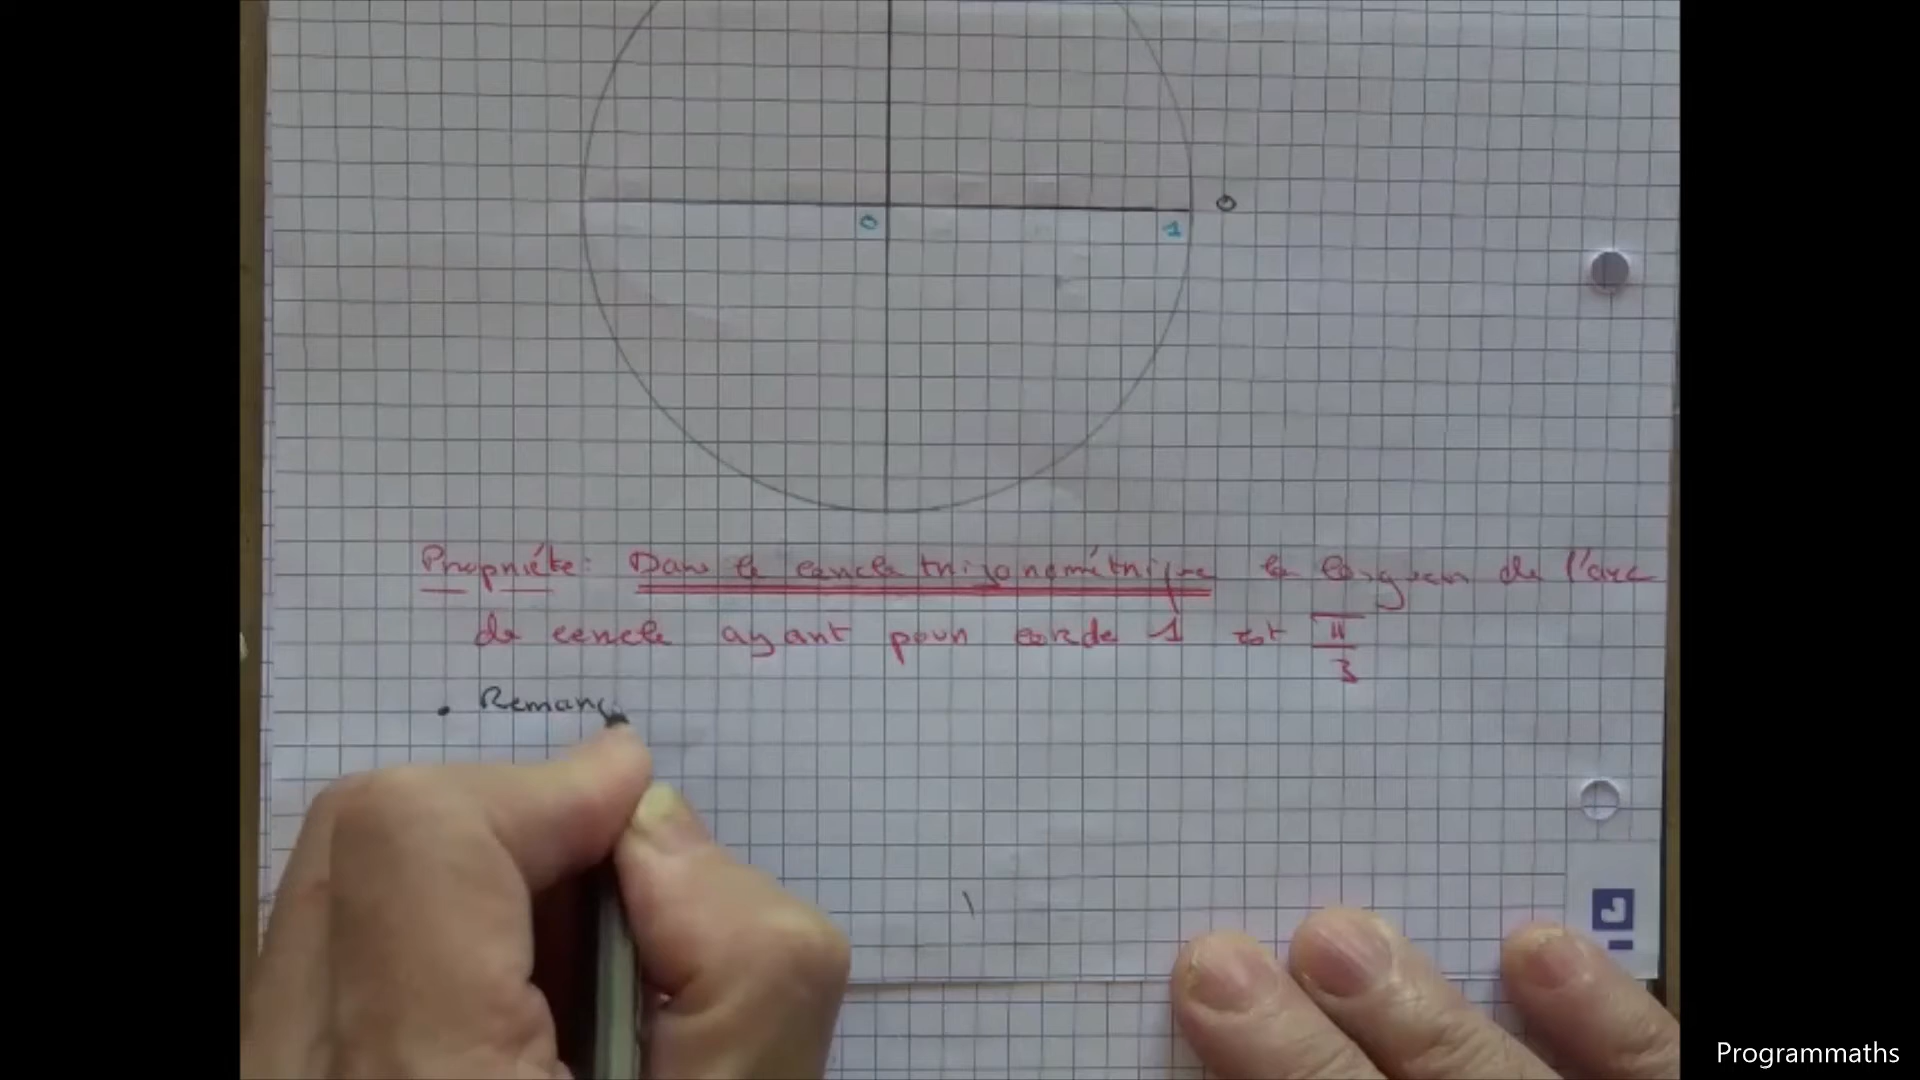 0
1
0
Propriéte: Dans le cercle trigonométrique la longueur de l'arc
de cercle ayant pour corde 1 est π/3
• Remarq
Programmaths